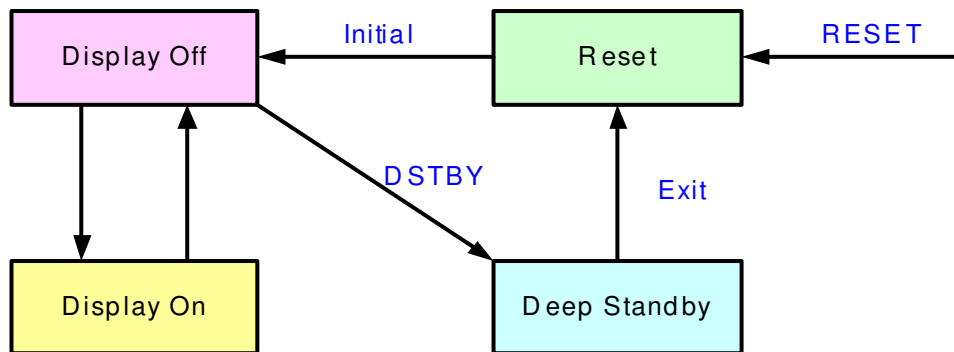 Initial
RESET
Display Off
Reset
DSTBY
Exit
Display On
Deep Standby